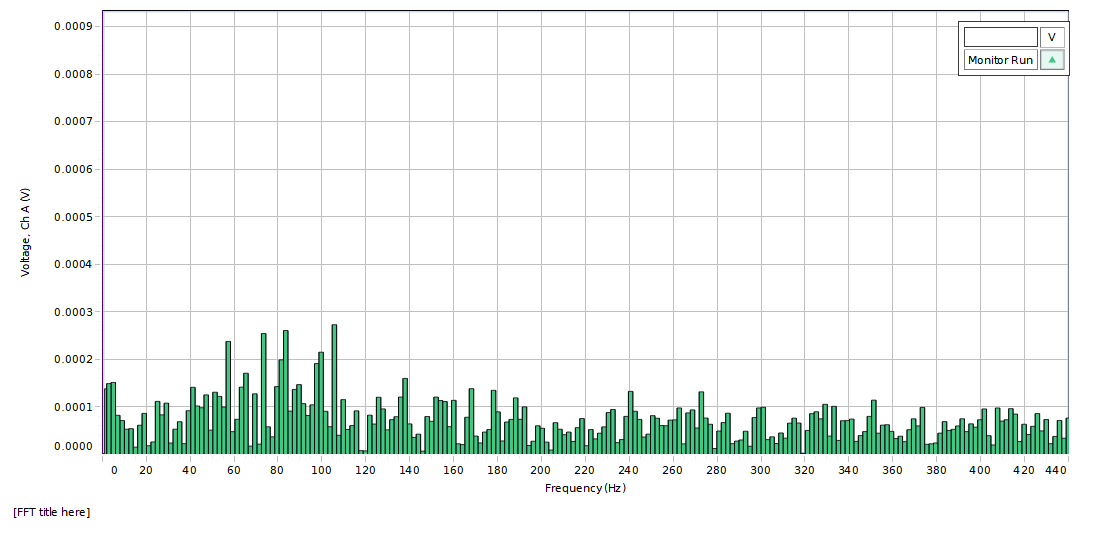 0.0009
0.0008
0.0007
0.0006
0.0005
0.0004
0.0003
0.0002
0.0001
0.0000
Voltage, Ch A (V)
V
Monitor Run ▲
0 20 40 60 80 100 120 140 160 180 200 220 240 260 280 300 320 340 360 380 400 420 440
Frequency (Hz)
[FFT title here]